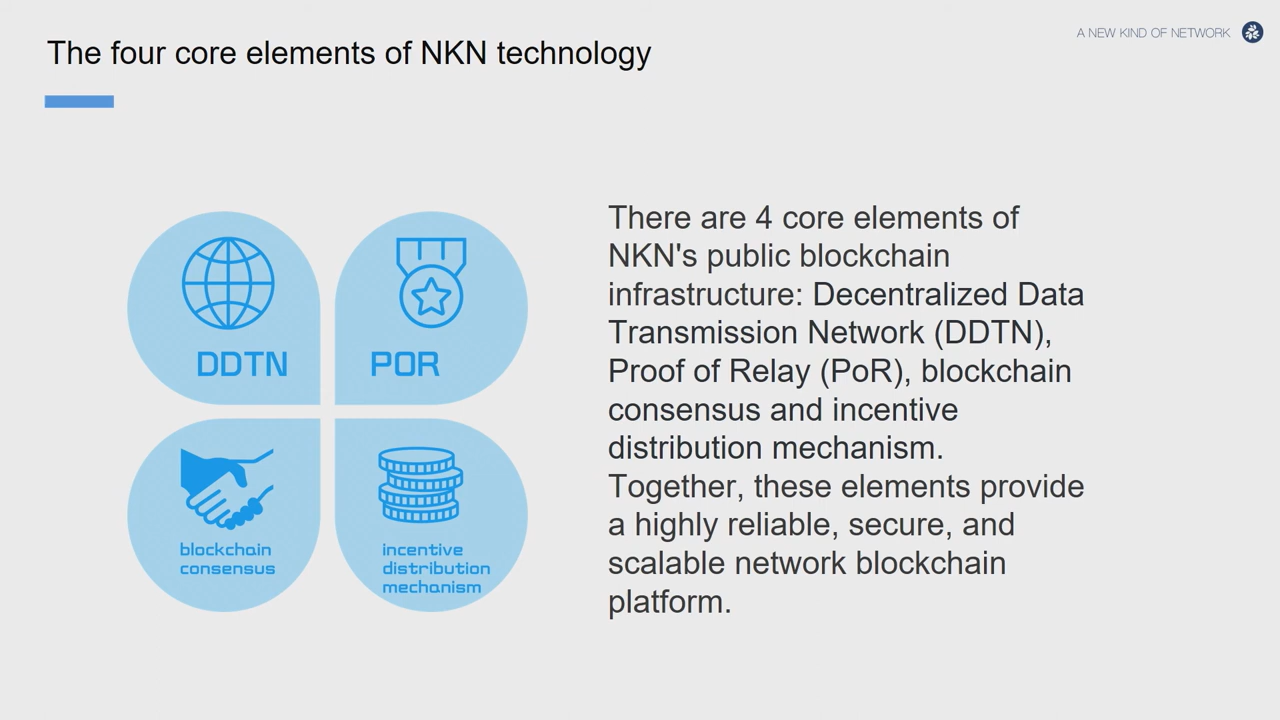 The four core elements of NKN technology
A NEW KIND OF NETWORK
DDTN
POR
blockchain
consensus
incentive
distribution
mechanism
There are 4 core elements of
NKN's public blockchain
infrastructure: Decentralized Data
Transmission Network (DDTN),
Proof of Relay (PoR), blockchain
consensus and incentive
distribution mechanism.
Together, these elements provide
a highly reliable, secure, and
scalable network blockchain
platform.